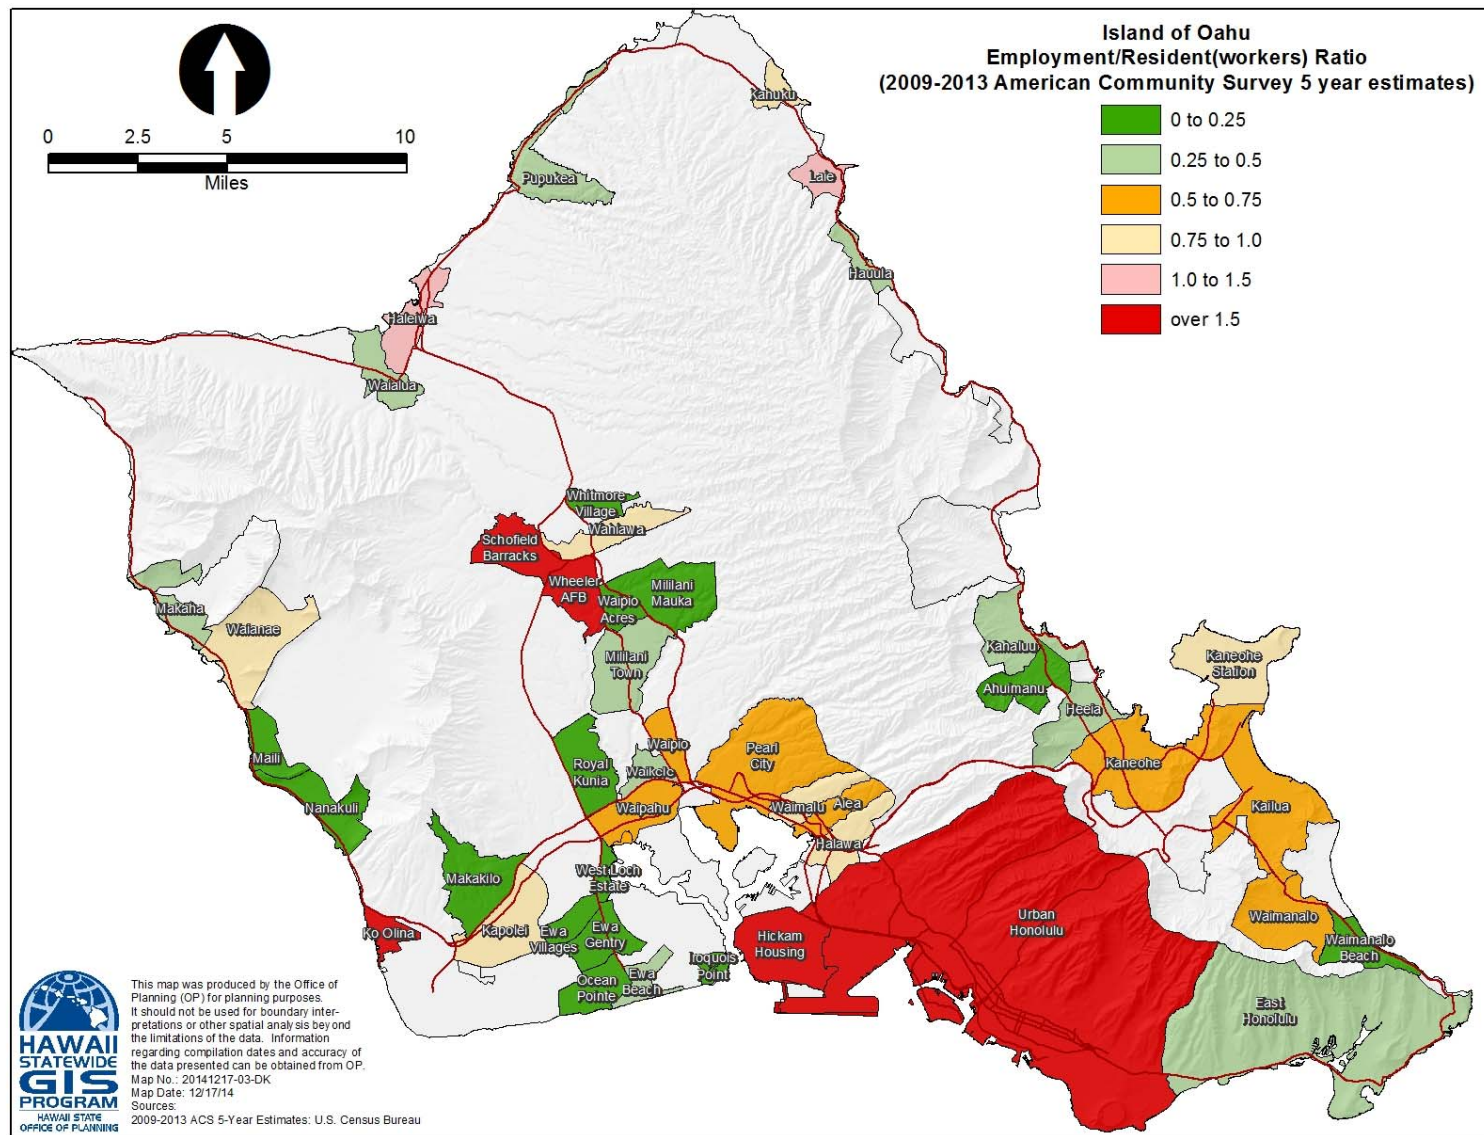 Island of Oahu
Employment/Resident(workers) Ratio
(2009-2013 American Community Survey 5 year estimates)
0 to 0.25
0.25 to 0.5
0.5 to 0.75
0.75 to 1.0
1.0 to 1.5
over 1.5
0 2.5 5 10
Miles
Kahuku
Pupukea
Laie
Hauula
Haleiwa
Waialua
Whitmore
Village
Wahiawa
Schofield
Barracks
Wheeler
AFB
Waipio
Acres
Mililani
Mauka
Makaha
Waianae
Mililani
Town
Kahaluu
Ahuimanu
Heeia
Kaneohe
Station
Maili
Nanakuli
Royal
Kunia
Waipio
Waikele
Waipahu
Pearl
City
Waimalu
Aiea
Halawa
Kaneohe
Kailua
Makakilo
West Loch
Estate
Ko Olina
Kapolei
Ewa
Villages
Ewa
Gentry
Ocean
Pointe
Ewa
Beach
Iroquois
Point
Hickam
Housing
Urban
Honolulu
Waimanalo
Waimanalo
Beach
East
Honolulu
HAWAII
STATEWIDE
GIS
PROGRAM
HAWAII STATE
OFFICE OF PLANNING
This map was produced by the Office of
Planning (OP) for planning purposes.
It should not be used for boundary inter-
pretations or other spatial analysis beyond
the limitations of the data. Information
regarding compilation dates and accuracy of
the data presented can be obtained from OP.
Map No.: 20141217-03-DK
Map Date: 12/17/14
Sources:
2009-2013 ACS 5-Year Estimates: U.S. Census Bureau